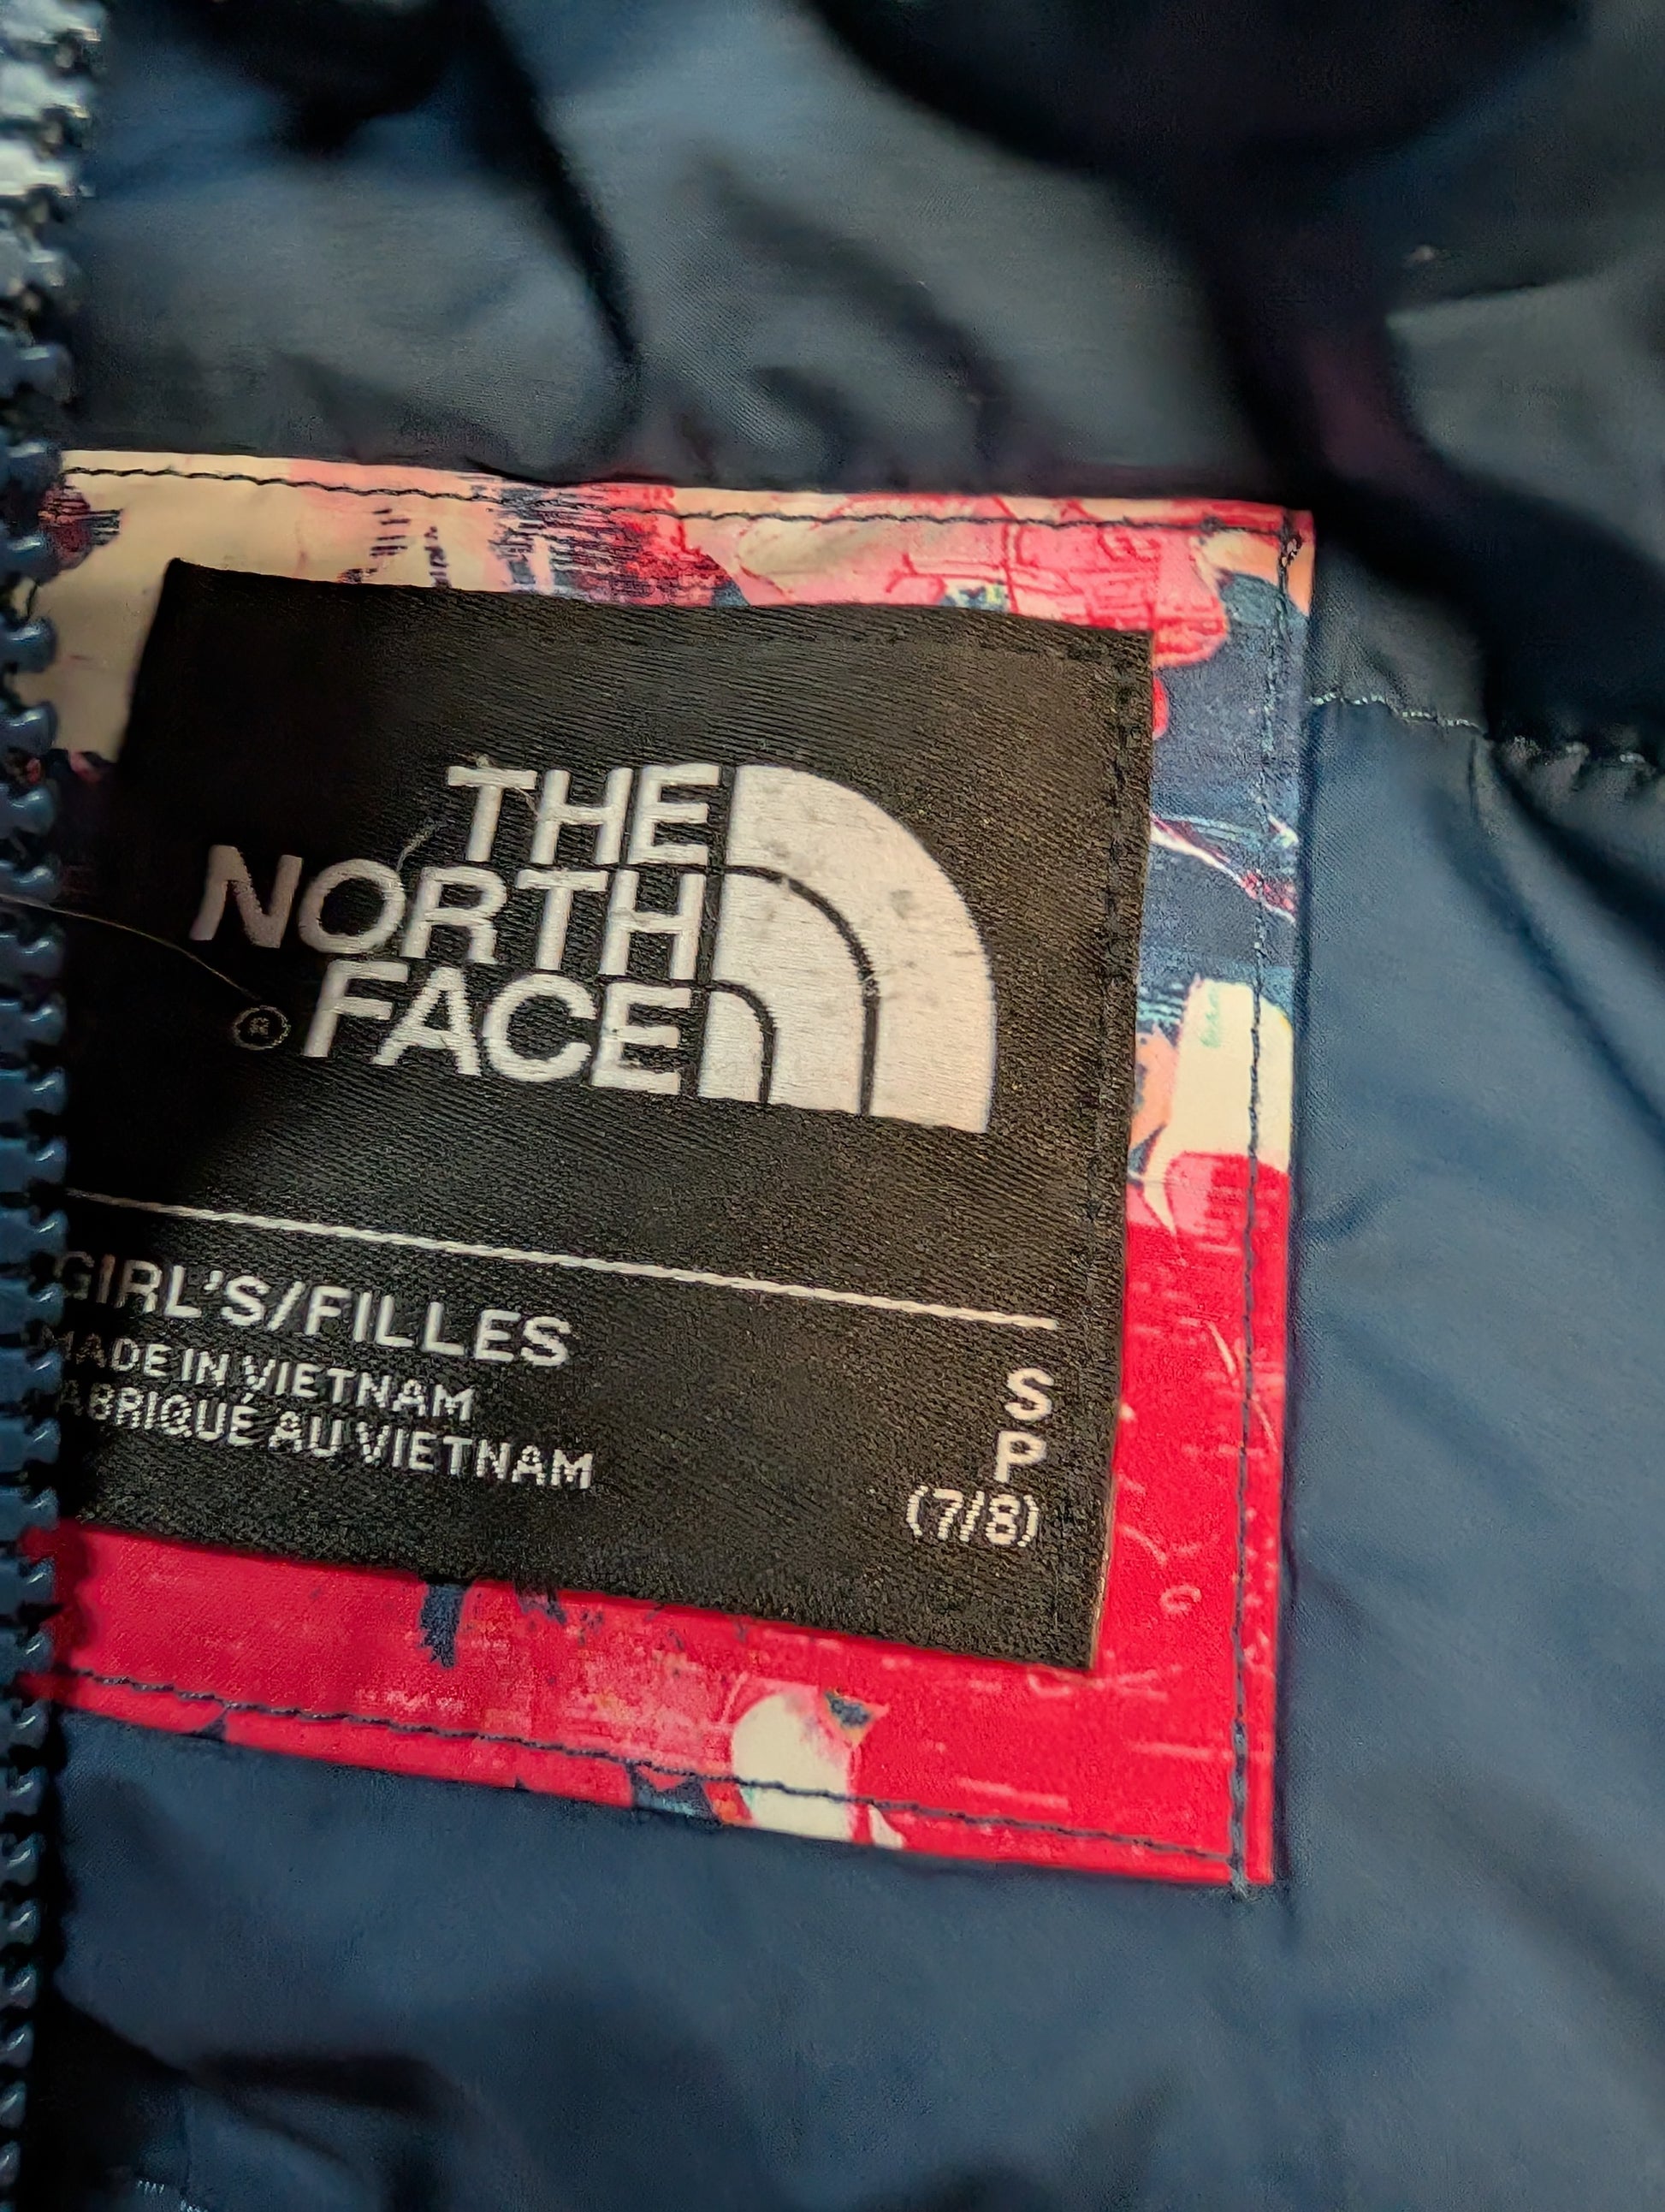 THE
NORTH
FACE
®
GIRL'S/FILLES
MADE IN VIETNAM
FABRIQUÉ AU VIETNAM
S
P
(7/8)